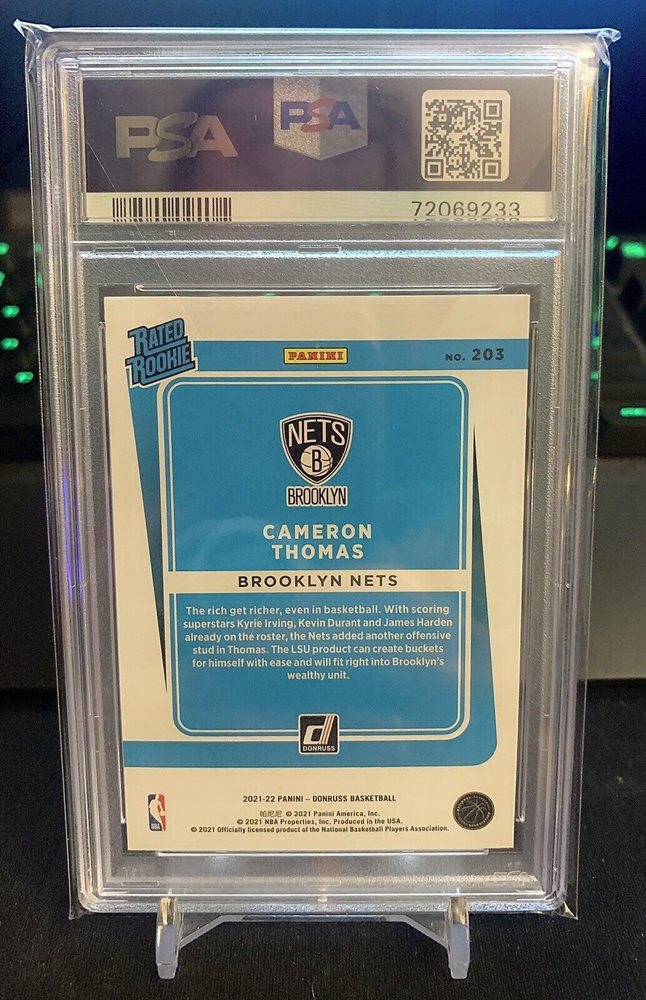 PSA
PSA
72069233
RATED
ROOKIE
PANINI
NO. 203
NETS
B
BROOKLYN
CAMERON
THOMAS
BROOKLYN NETS
The rich get richer, even in basketball. With scoring
superstars Kyrie Irving, Kevin Durant and James Harden
already on the roster, the Nets added another offensive
stud in Thomas. The LSU product can create buckets
for himself with ease and will fit right into Brooklyn's
wealthy unit.
d
DONRUSS
2021-22 PANINI – DONRUSS BASKETBALL
帕尼尼 © 2021 Panini America, Inc.
© 2021 NBA Properties, Inc. Produced in the USA.
© 2021 Officially licensed product of the National Basketball Players Association.
NBA